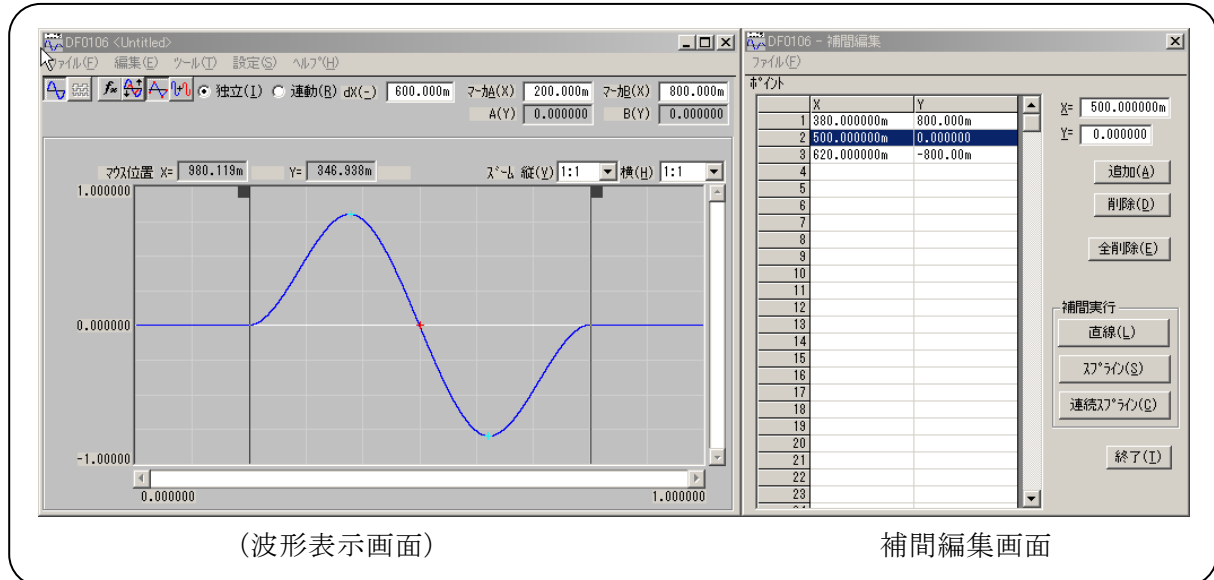 DF0106 <Untitled>
ファイル(F) 編集(E) ツール(T) 設定(S) ヘルプ(H)
独立(I) 連動(R) dX(-) 600.000m マーカA(X) 200.000m マーカB(X) 800.000m
A(Y) 0.000000 B(Y) 0.000000
マウス位置 X= 980.119m Y= 346.938m ズーム 縦(V) 1:1 横(H) 1:1
1.000000
0.000000
-1.00000
0.000000 1.000000
(波形表示画面)
DF0106 - 補間編集
ファイル(F)
ポイント
X Y
1 380.000000m 800.000m
2 500.000000m 0.000000
3 620.000000m -800.00m
4
5
6
7
8
9
10
11
12
13
14
15
16
17
18
19
20
21
22
23
X= 500.000000m
Y= 0.000000
追加(A)
削除(D)
全削除(E)
補間実行
直線(L)
スプライン(S)
連続スプライン(C)
終了(T)
補間編集画面